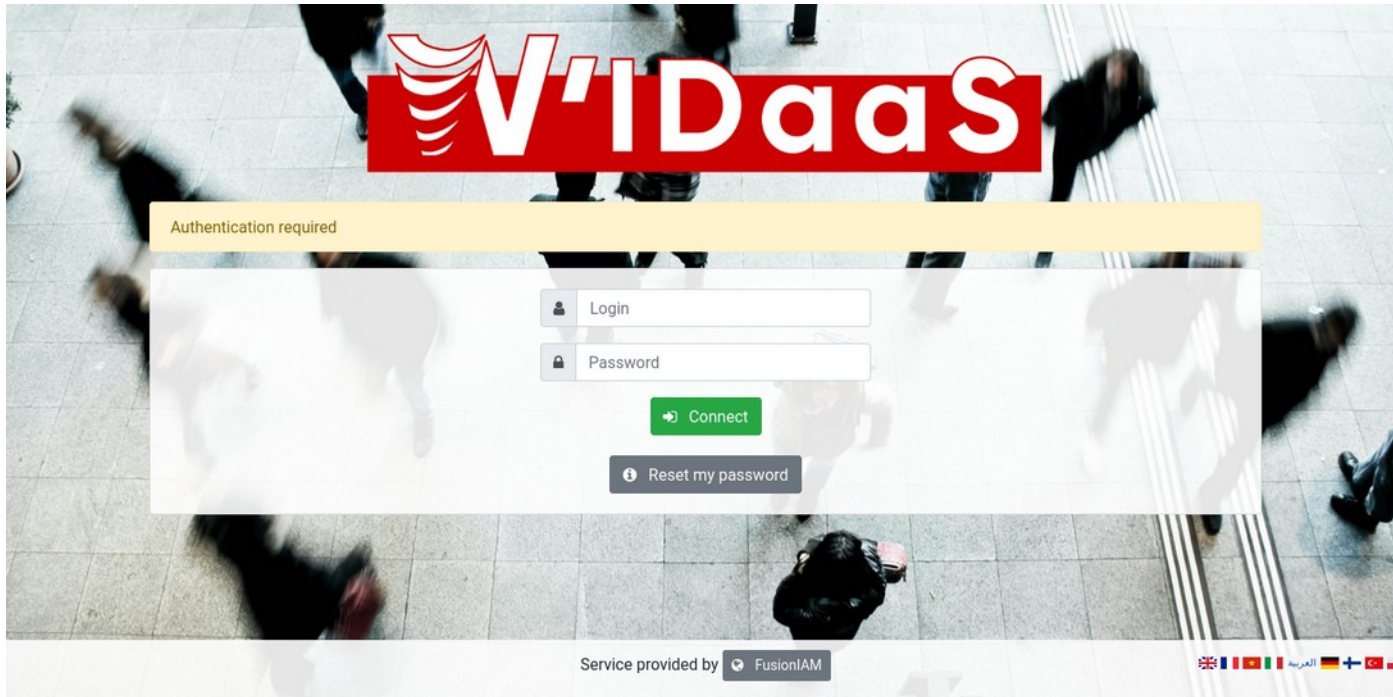 V'IDaaS
Authentication required
Login
Password
Connect
Reset my password
Service provided by FusionIAM
العربية